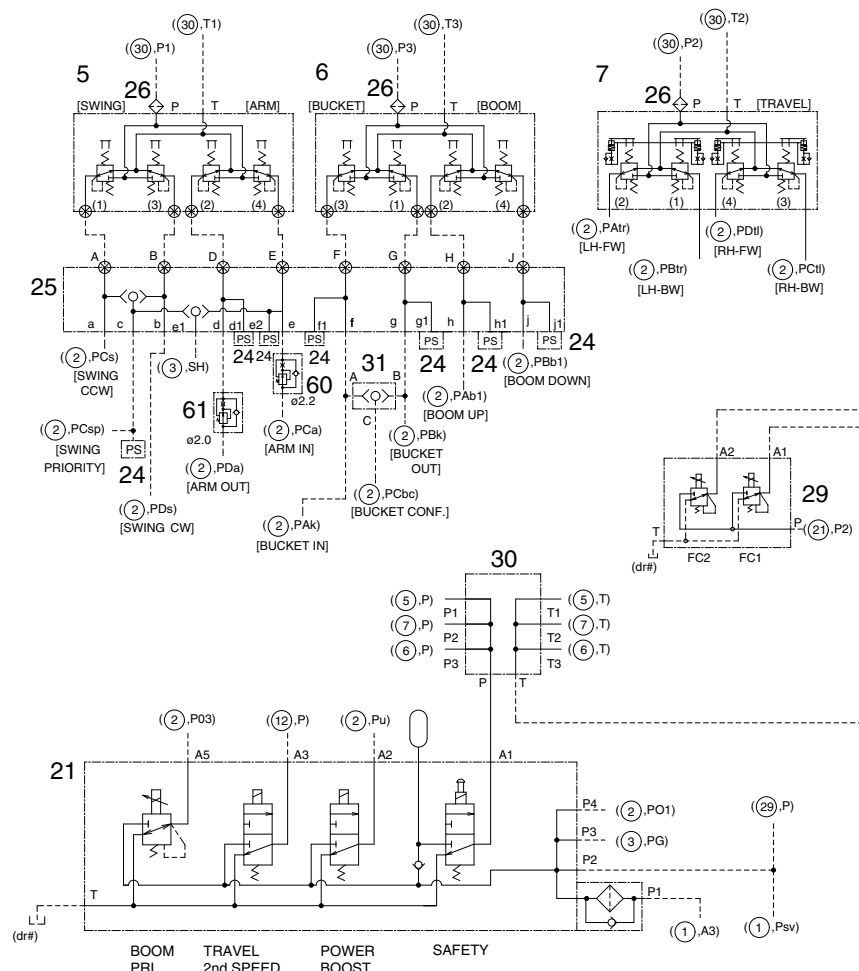 (30,T1) (30,T3) (30,T2)
(30,P1) (30,P3) (30,P2)
5 6 7
26 26 26
[SWING] P T [ARM] [BUCKET] P T [BOOM] P T [TRAVEL]
(1) (3) (2) (4) (3) (1) (2) (4) (2) (1) (4) (3)
(2,PAtr) (2,PDtl)
[LH-FW] [RH-FW]
(2,PBtr) (2,PCtl)
[LH-BW] [RH-BW]
A B D E F G H J
25
a c b e1 d d1 e2 e f1 f g g1 h h1 j j1
PS PS PS PS PS PS
24 24 24 24 24 24
(2,PCs) (3,SH) (2,PBb1)
[SWING CCW] [BOOM DOWN]
60 31
A B
ø2.2
C
61
ø2.0
(2,PAb1)
[BOOM UP]
(2,PCsp) (2,PCa) (2,PBk)
[SWING PRIORITY] [ARM IN] [BUCKET OUT]
PS
24
(2,PDa)
[ARM OUT]
(2,PDs) (2,PCbc)
[SWING CW] [BUCKET CONF.]
(2,PAk)
[BUCKET IN]
A2 A1
29
T P (21,P2)
(dr#) FC2 FC1
30
(5,P) (5,T)
P1 T1
(7,P) (7,T)
P2 T2
(6,P) (6,T)
P3 T3
P T
(2,P03) (12,P) (2,Pu)
A5 A3 A2 A1
21
P4 (2,PO1) (29,P)
P3 (3,PG)
P2
P1
T
(dr#) (1,A3) (1,Psv)
BOOM TRAVEL POWER SAFETY
PRI. 2nd SPEED BOOST